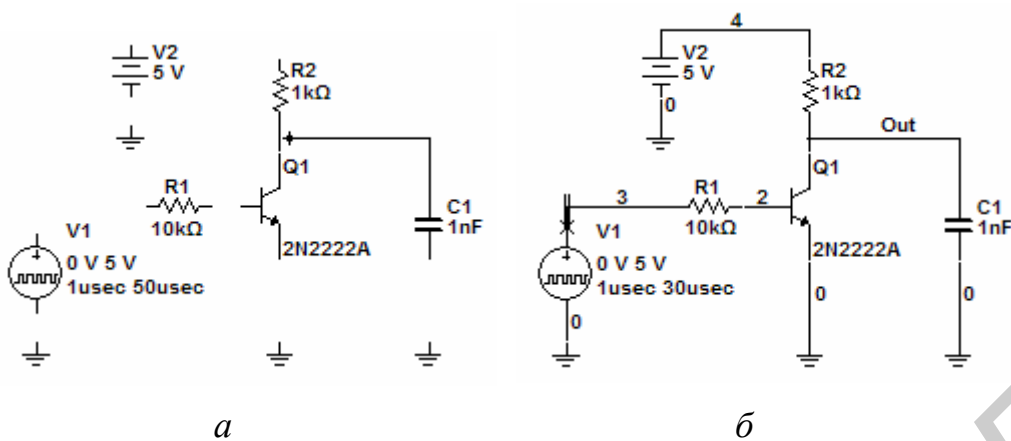 V2
5 V
R2
1kΩ
Q1
R1
10kΩ
2N2222A
C1
1nF
V1
0 V 5 V
1usec 50usec
а
4
V2
5 V
0
R2
1kΩ
Out
Q1
3
R1
10kΩ
2
2N2222A
C1
1nF
V1
0 V 5 V
1usec 30usec
0
0
0
б